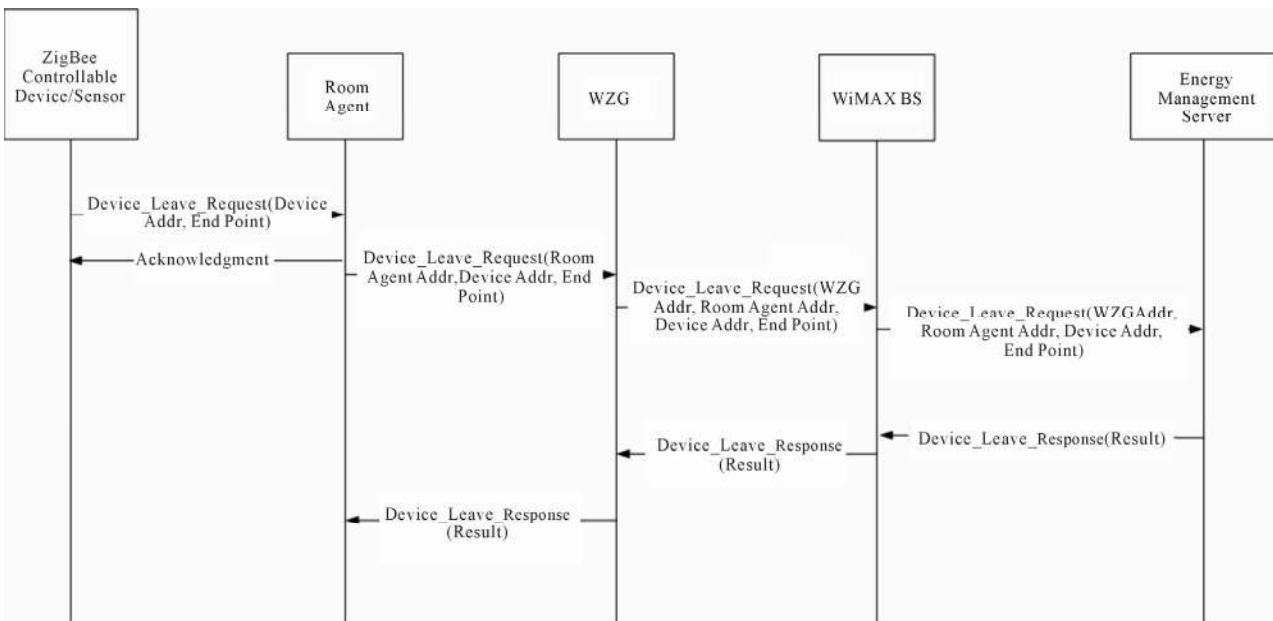 ZigBee
Controllable
Device/Sensor
Room
Agent
WZG
WiMAX BS
Energy
Management
Server
Device_Leave_Request(Device
Addr, End Point)
Acknowledgment
Device_Leave_Request(Room
Agent Addr,Device Addr, End
Point)
Device_Leave_Request(WZG
Addr, Room Agent Addr,
Device Addr, End Point)
Device_Leave_Request(WZGAddr,
Room Agent Addr, Device Addr,
End Point)
Device_Leave_Response(Result)
Device_Leave_Response
(Result)
Device_Leave_Response
(Result)